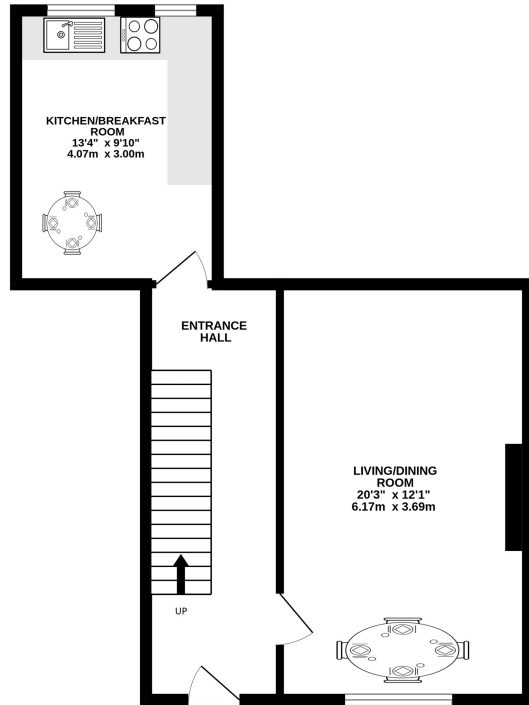 KITCHEN/BREAKFAST
ROOM
13'4" x 9'10"
4.07m x 3.00m
ENTRANCE
HALL
LIVING/DINING
ROOM
20'3" x 12'1"
6.17m x 3.69m
UP